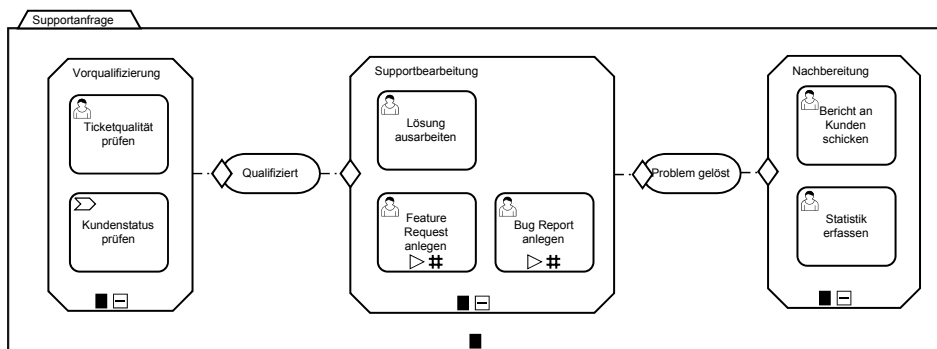 Supportanfrage
Vorqualifizierung
Ticketqualität
prüfen
Kundenstatus
prüfen
Qualifiziert
Supportbearbeitung
Lösung
ausarbeiten
Feature
Request
anlegen
Bug Report
anlegen
Problem gelöst
Nachbereitung
Bericht an
Kunden
schicken
Statistik
erfassen